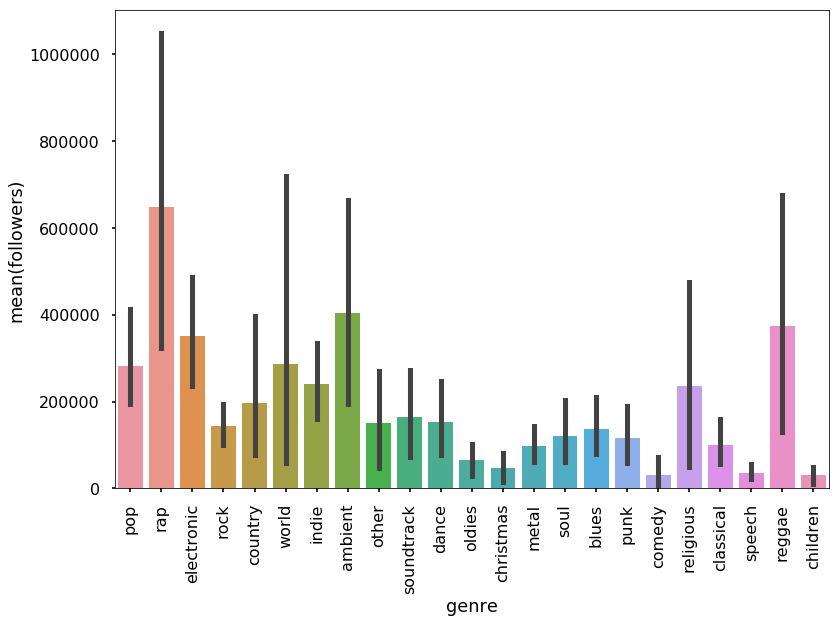 1000000
800000
600000
400000
200000
0
mean(followers)
pop
rap
electronic
rock
country
world
indie
ambient
other
soundtrack
dance
oldies
christmas
metal
soul
blues
punk
comedy
religious
classical
speech
reggae
children
genre